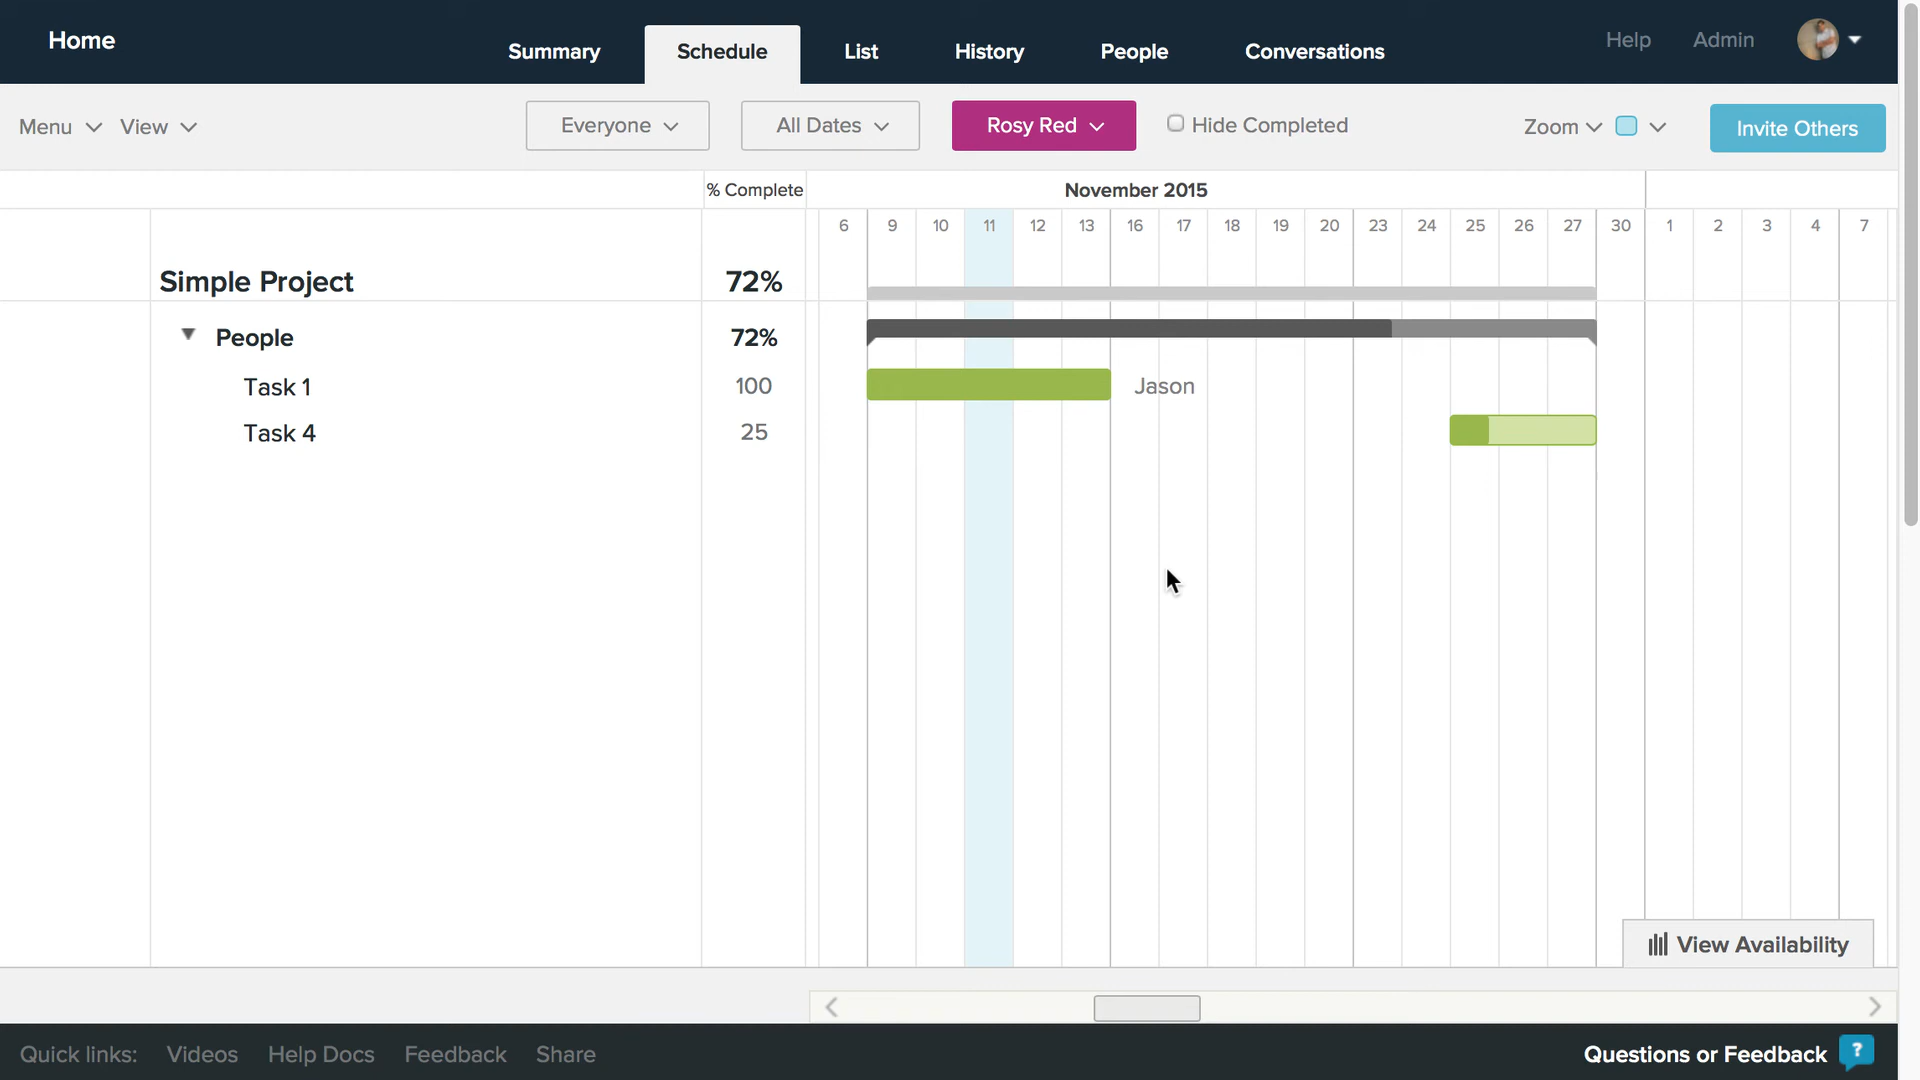 Home
Summary
Schedule
List
History
People
Conversations
Help
Admin
Menu
View
Everyone
All Dates
Rosy Red
Hide Completed
Zoom
Invite Others
% Complete
November 2015
6 9 10 11 12 13 16 17 18 19 20 23 24 25 26 27 30 1 2 3 4 7
Simple Project 72%
People 72%
Task 1 100 Jason
Task 4 25
View Availability
Quick links: Videos Help Docs Feedback Share
Questions or Feedback ?